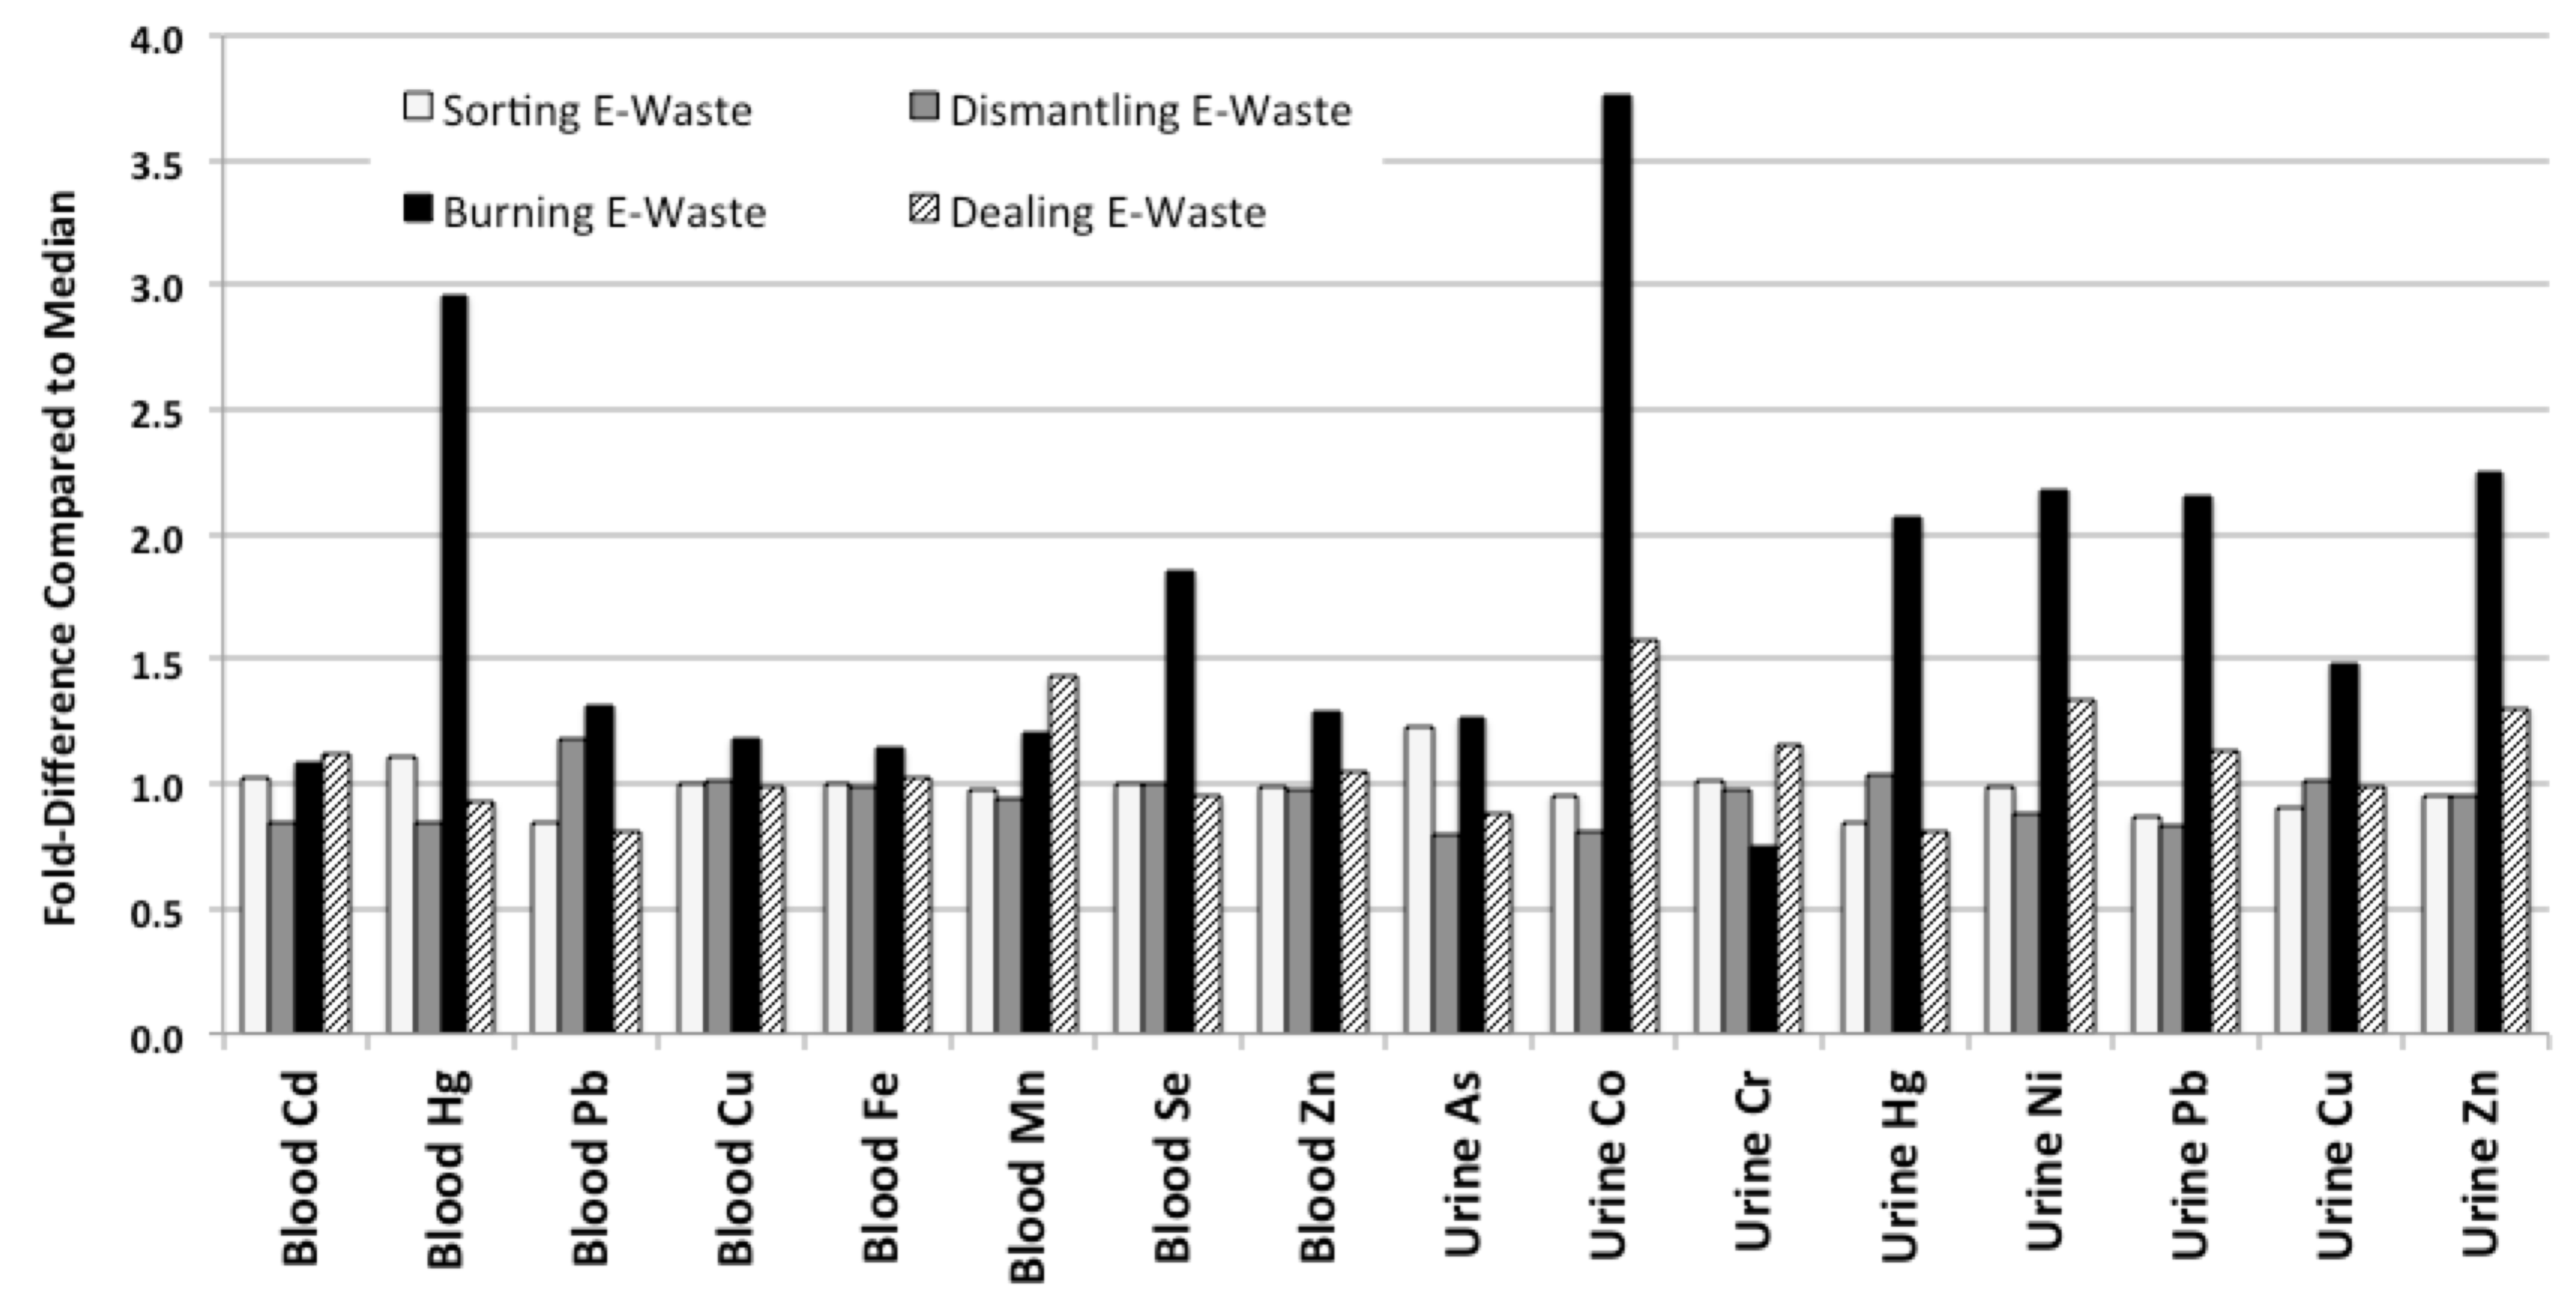 Fold-Difference Compared to Median
4.0
3.5
3.0
2.5
2.0
1.5
1.0
0.5
0.0
Sorting E-Waste
Dismantling E-Waste
Burning E-Waste
Dealing E-Waste
Blood Cd
Blood Hg
Blood Pb
Blood Cu
Blood Fe
Blood Mn
Blood Se
Blood Zn
Urine As
Urine Co
Urine Cr
Urine Hg
Urine Ni
Urine Pb
Urine Cu
Urine Zn